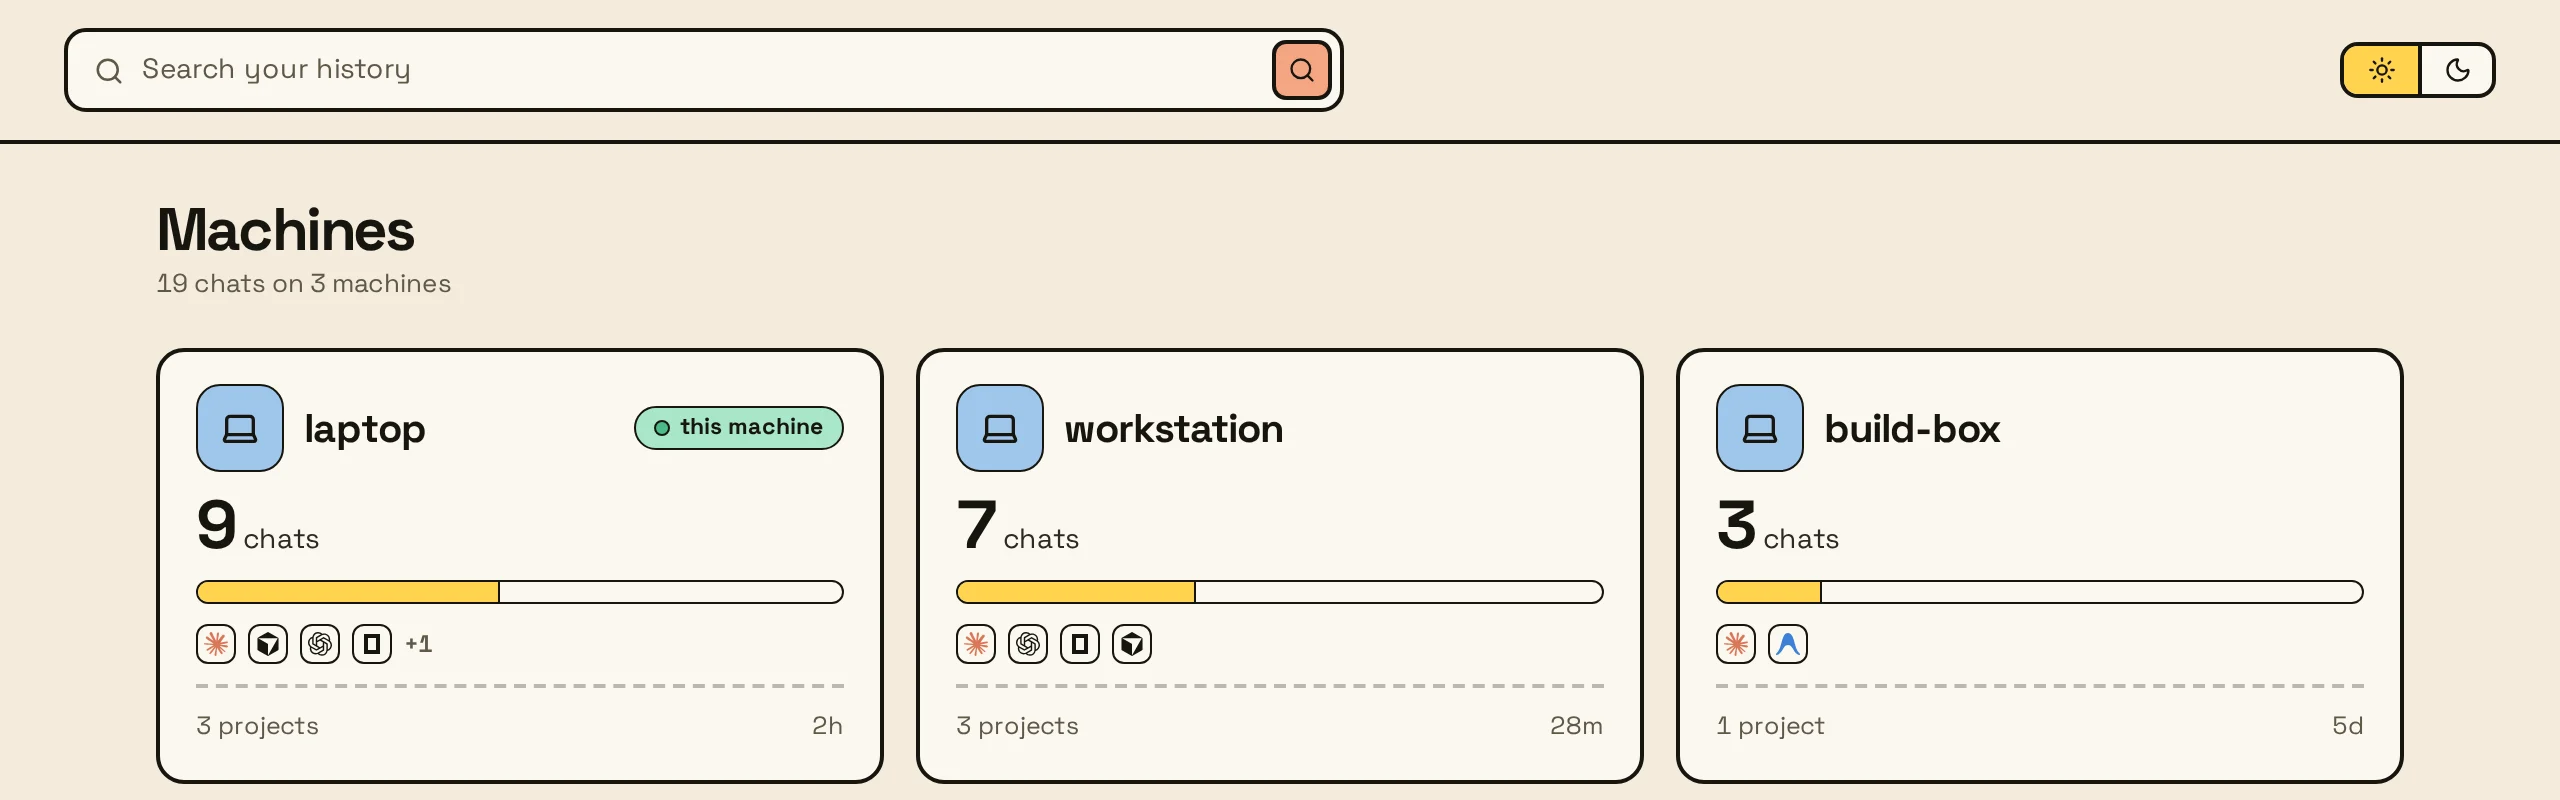 Search your history
Machines
19 chats on 3 machines
laptop
this machine
9 chats
+1
3 projects
2h
workstation
7 chats
3 projects
28m
build-box
3 chats
1 project
5d